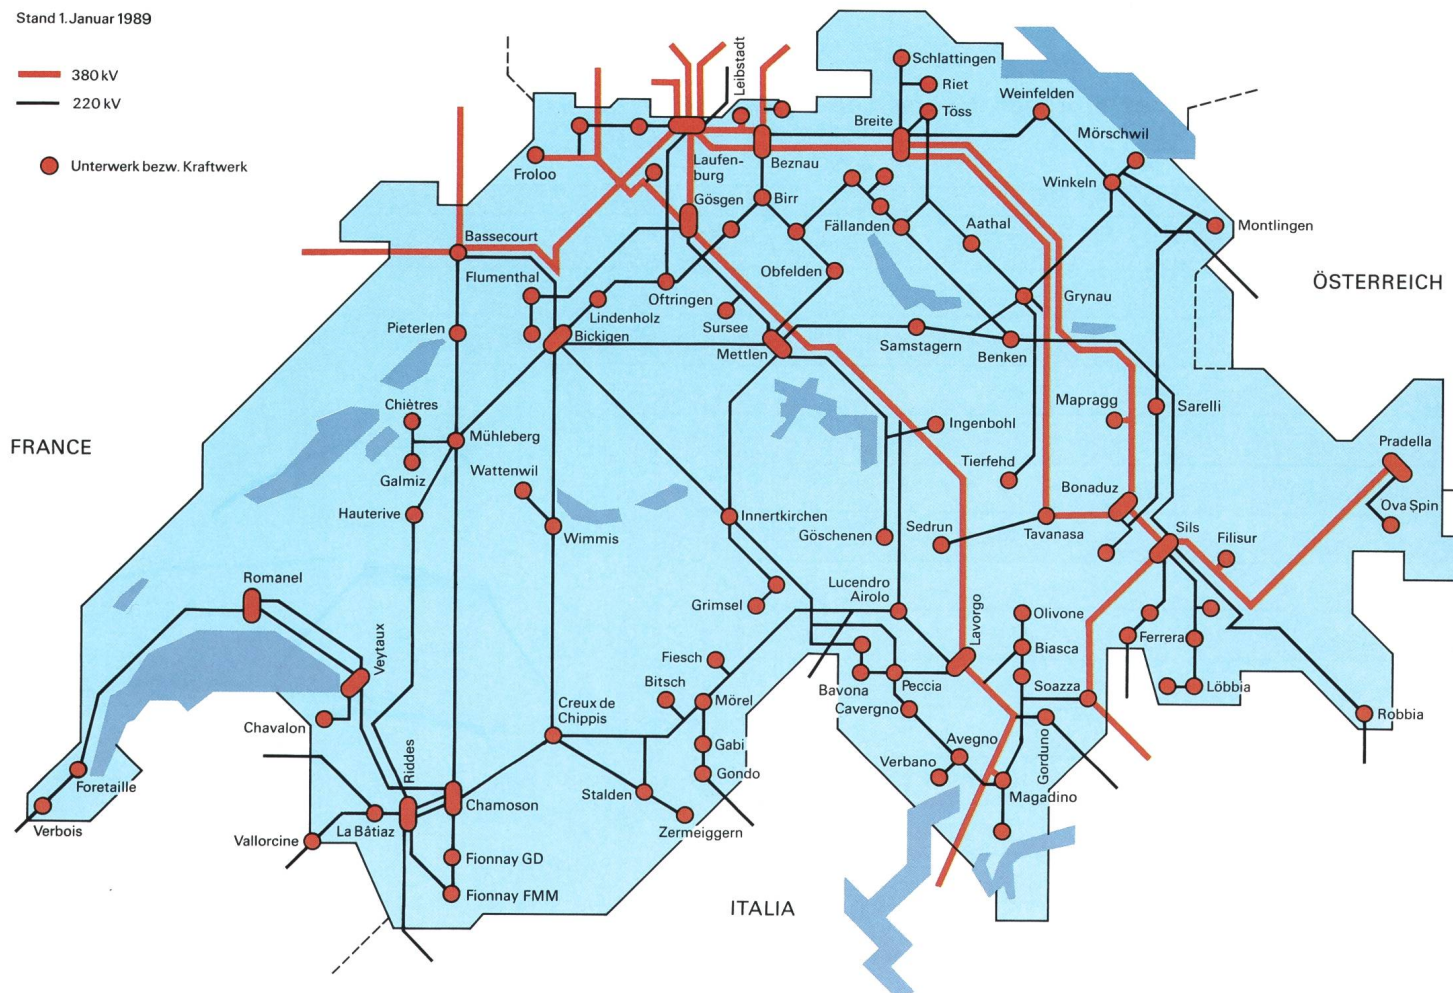 Stand 1. Januar 1989
380 kV
220 kV
Unterwerk bezw. Kraftwerk
Leibstadt
Schlattingen
Riet
Weinfelden
Töss
Breite
Mörschwil
Froloo
Laufen-
burg
Beznau
Winkeln
Gösgen
Birr
Fällanden
Aathal
Montlingen
Bassecourt
Flumenthal
Obfelden
ÖSTERREICH
Oftringen
Grynau
Lindenholz
Sursee
Pieterlen
Bickigen
Mettlen
Samstagern
Benken
Chiètres
Mapragg
Sarelli
FRANCE
Mühleberg
Ingenbohl
Pradella
Galmiz
Wattenwil
Tierfehd
Bonaduz
Ova Spin
Hauterive
Innertkirchen
Wimmis
Göschenen
Sedrun
Tavanasa
Sils
Filisur
Romanel
Grimsel
Lucendro
Airolo
Lavorgo
Olivone
Ferrera
Veytaux
Biasca
Fiesch
Bitsch
Bavona
Peccia
Soazza
Löbbia
Chavalon
Creux de
Chippis
Mörel
Cavergno
Robbia
Riddes
Gabi
Avegno
Gorduno
Verbano
Foretaille
Gondo
Stalden
Magadino
Verbois
Chamoson
La Bâtiaz
Vallorcine
Zermeiggern
Fionnay GD
Fionnay FMM
ITALIA